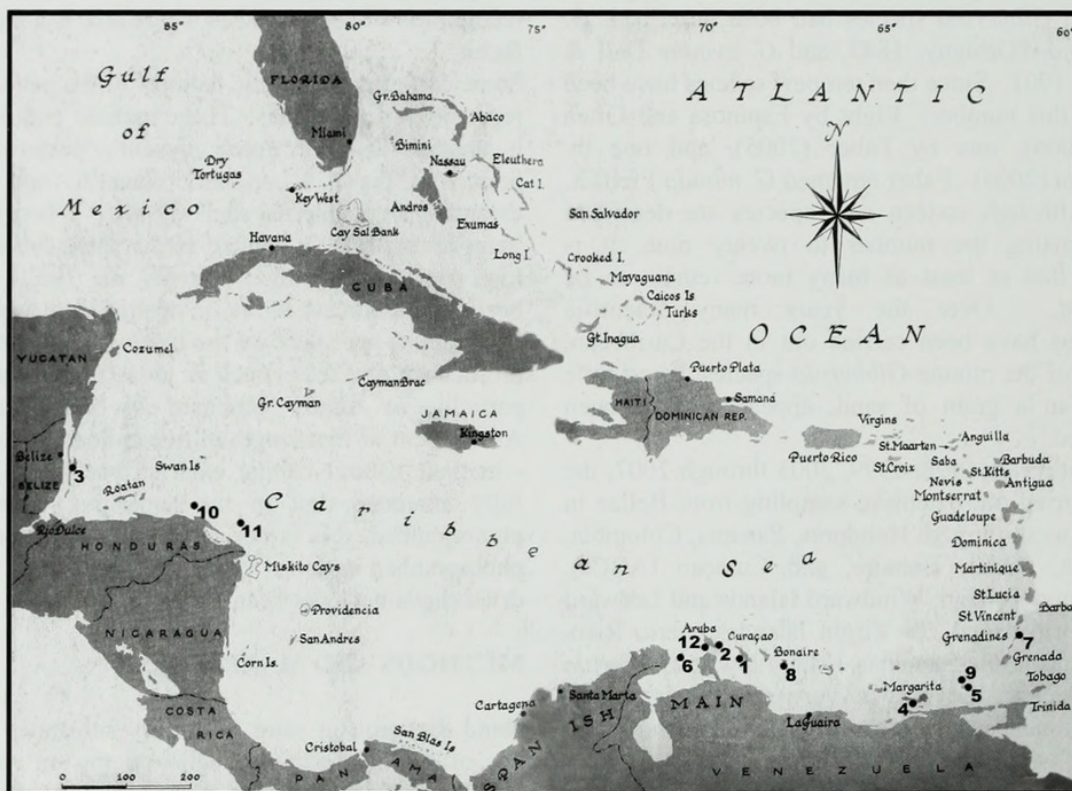 85° 80° 75° 70° 65° 60°
Gulf
of
Mexico
FLORIDA
ATLANTIC
N
Gr. Bahama
Abaco
Miami
Bimini
Dry
Tortugas
Nassau
Eleuthera
Cat I.
Key West
Andros
Exumas
San Salvador
Cay Sal Bank
Havana
Long I.
Crooked I.
Mayaguana
CUBA
Caicos Is
Turks
OCEAN
Gt. Inagua
YUCATAN
Cozumel
Cayman Brac
Gr. Cayman
Puerto Plata
HAITI
DOMINICAN REP.
Samaná
JAMAICA
Kingston
Virgins
Puerto Rico
St. Maarten
Anguilla
St. Croix
Saba
St. Kitts
Barbuda
Nevis
Antigua
Montserrat
Guadeloupe
Belize
BELIZE
3
Swan Is
Roatan
10
11
Caribbean Sea
Rio Dulce
HONDURAS
Miskito Cays
Dominica
Martinique
St. Lucia
Barba
St. Vincent
Grenadines
7
Grenada
Providencia
NICARAGUA
San Andres
Corn Is.
Aruba
Curaçao
Bonaire
12
2
6
1
8
9
5
Tobago
Margarita
4
Trinida
Santa Marta
Cartagena
SPANISH MAIN
Laguaira
COSTA
RICA
Cristobal
San Blas Is
PANAMA
VENEZUELA
0 100 200